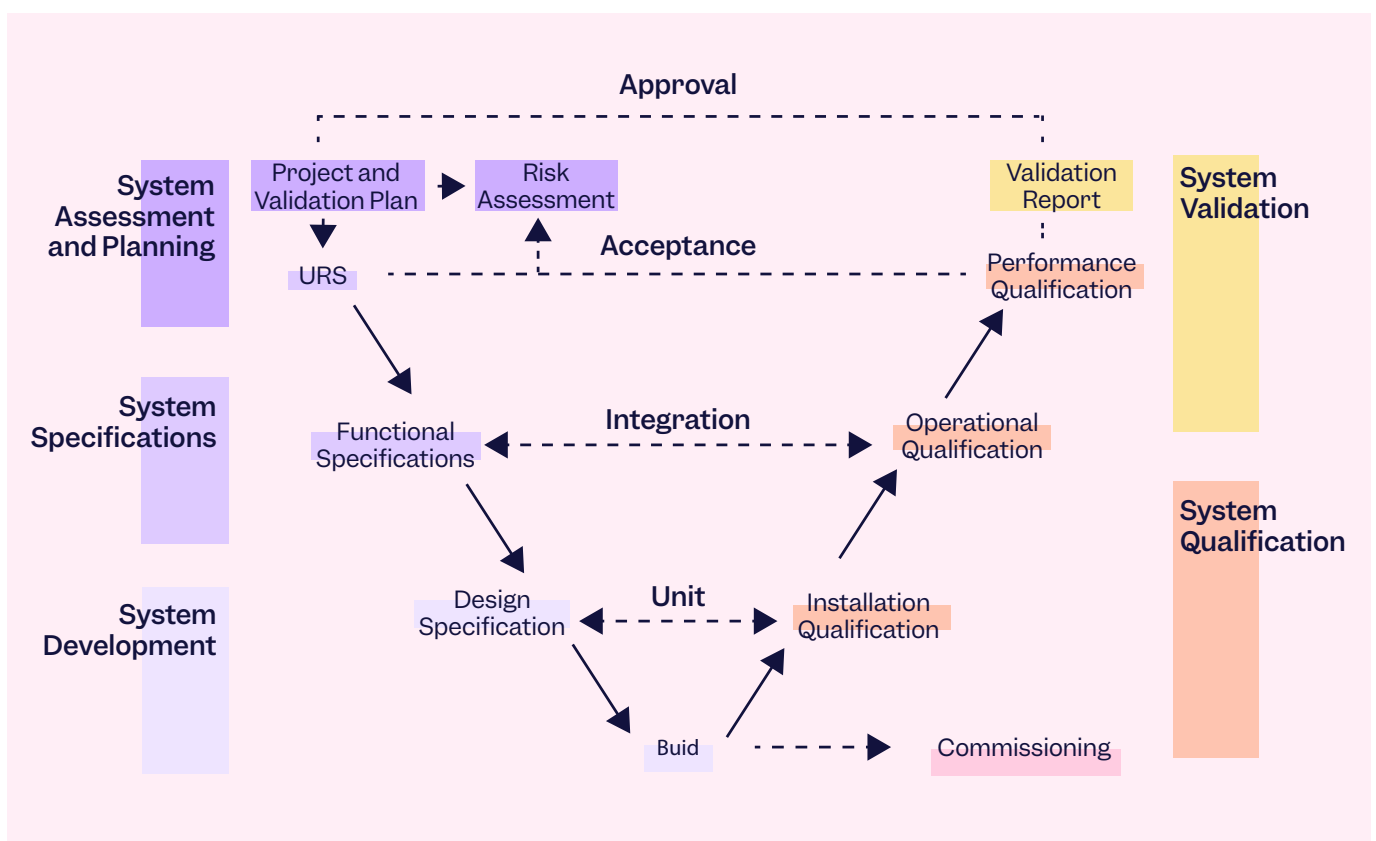 Approval
System
Assessment
and Planning
Project and
Validation Plan
Risk
Assessment
Validation
Report
System
Validation
Acceptance
URS
Performance
Qualification
System
Specifications
Functional
Specifications
Integration
Operational
Qualification
System
Qualification
System
Development
Design
Specification
Unit
Installation
Qualification
Buid
Commissioning